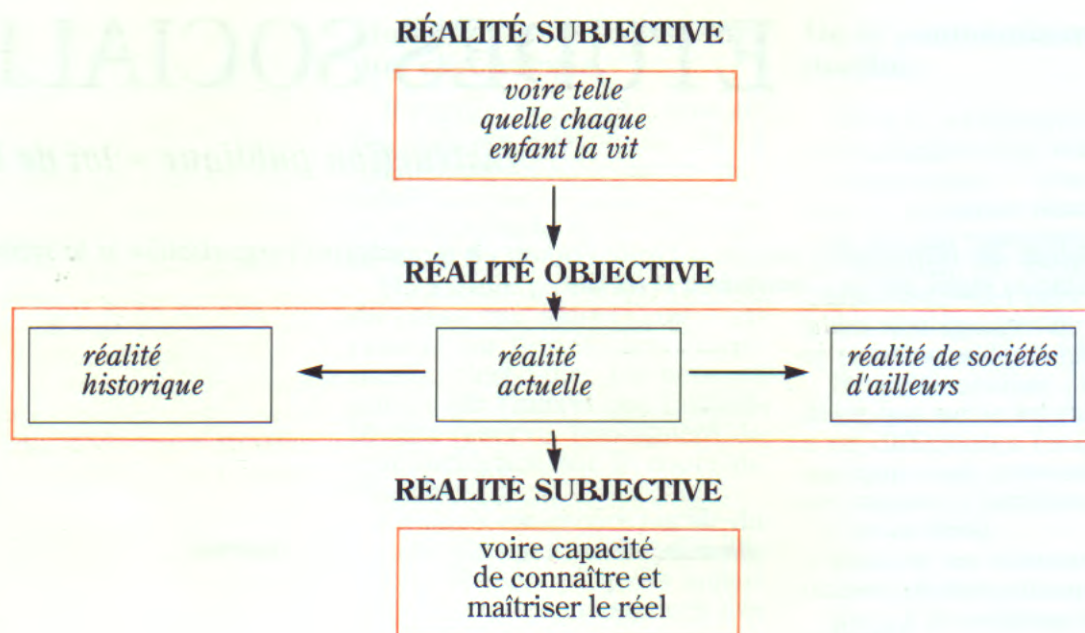 RÉALITÉ SUBJECTIVE
voire telle
quelle chaque
enfant la vit
RÉALITÉ OBJECTIVE
réalité
historique
réalité
actuelle
réalité de sociétés
d'ailleurs
RÉALITÉ SUBJECTIVE
voire capacité
de connaître et
maîtriser le réel